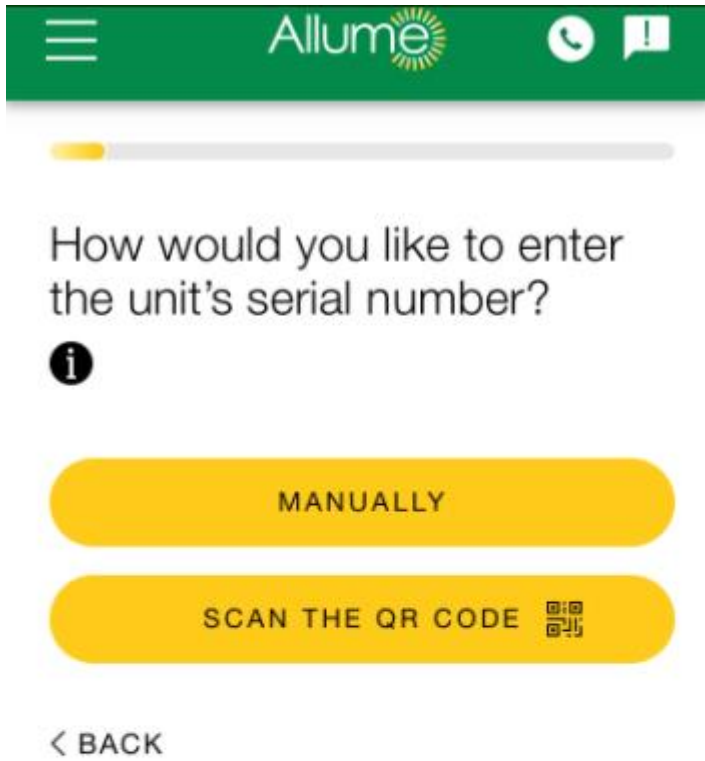 Allume
How would you like to enter
the unit's serial number?
MANUALLY
SCAN THE QR CODE
< BACK